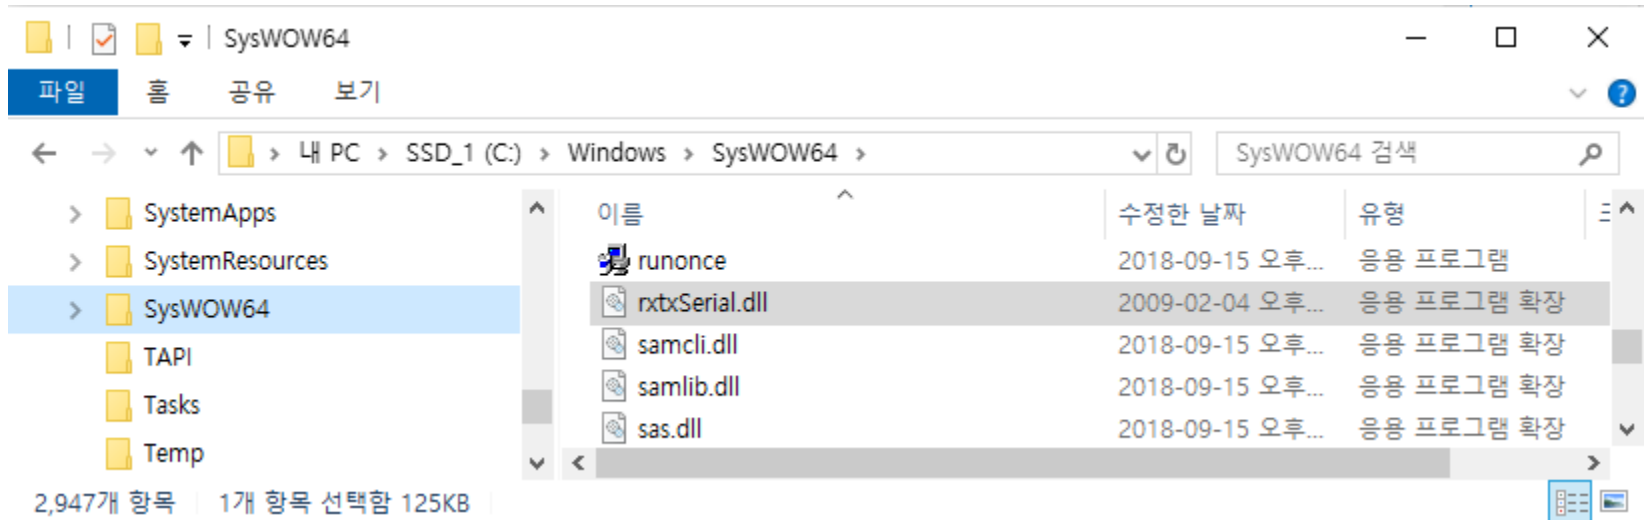 SysWOW64
파일 홈 공유 보기
내 PC > SSD_1 (C:) > Windows > SysWOW64 >
SysWOW64 검색
SystemApps
SystemResources
SysWOW64
TAPI
Tasks
Temp
이름 수정한 날짜 유형
runonce 2018-09-15 오후... 응용 프로그램
rxtxSerial.dll 2009-02-04 오후... 응용 프로그램 확장
samcli.dll 2018-09-15 오후... 응용 프로그램 확장
samlib.dll 2018-09-15 오후... 응용 프로그램 확장
sas.dll 2018-09-15 오후... 응용 프로그램 확장
2,947개 항목 1개 항목 선택함 125KB